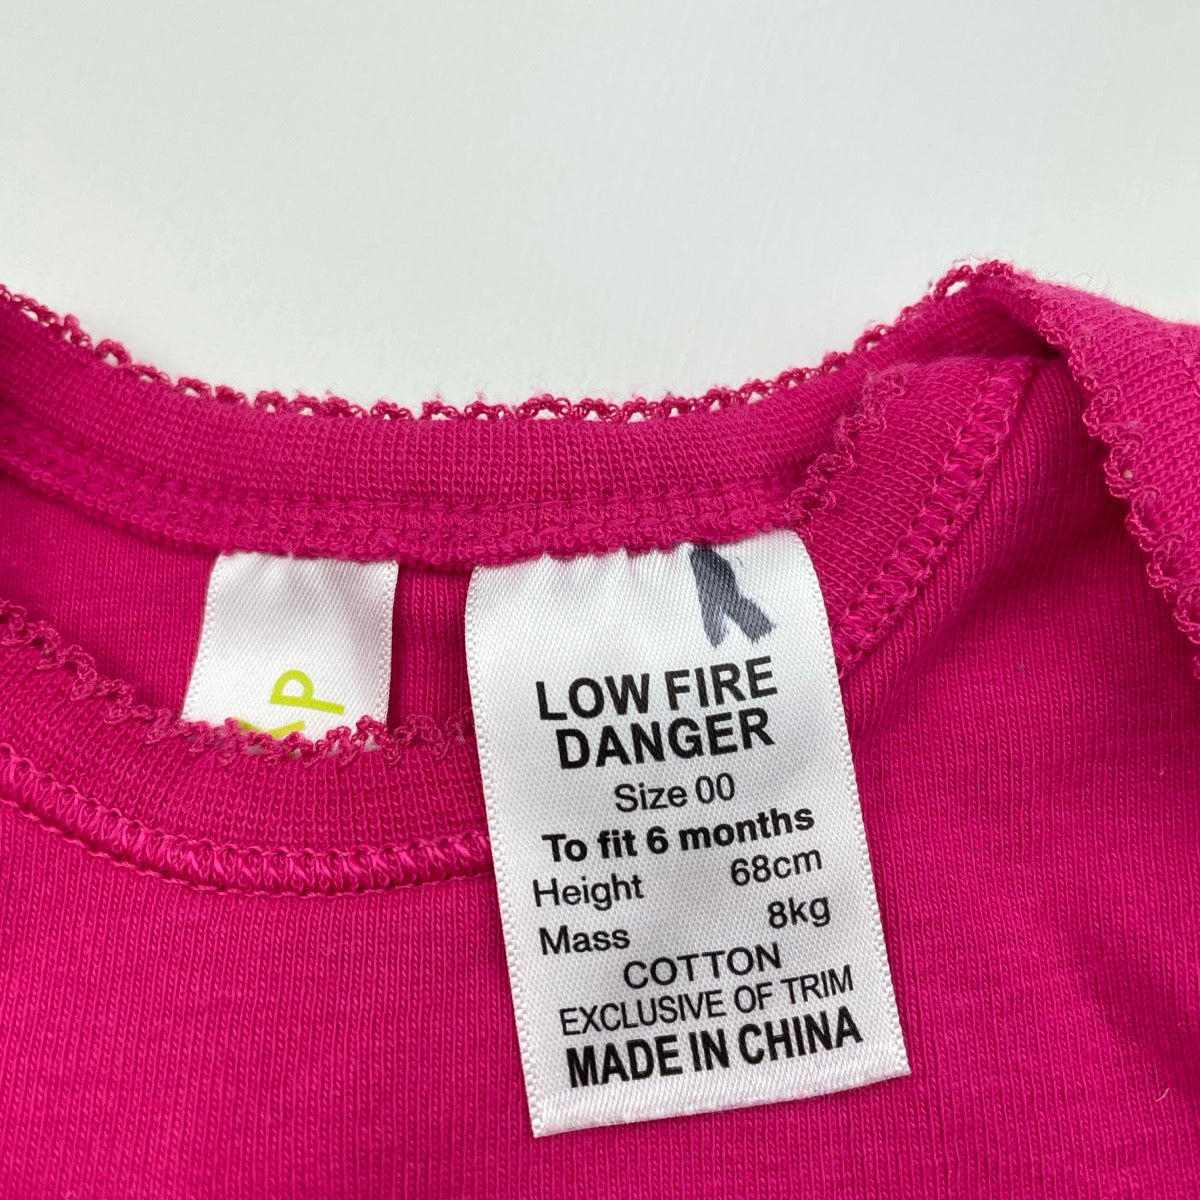 LOW FIRE
DANGER
Size 00
To fit 6 months
Height 68cm
Mass 8kg
COTTON
EXCLUSIVE OF TRIM
MADE IN CHINA